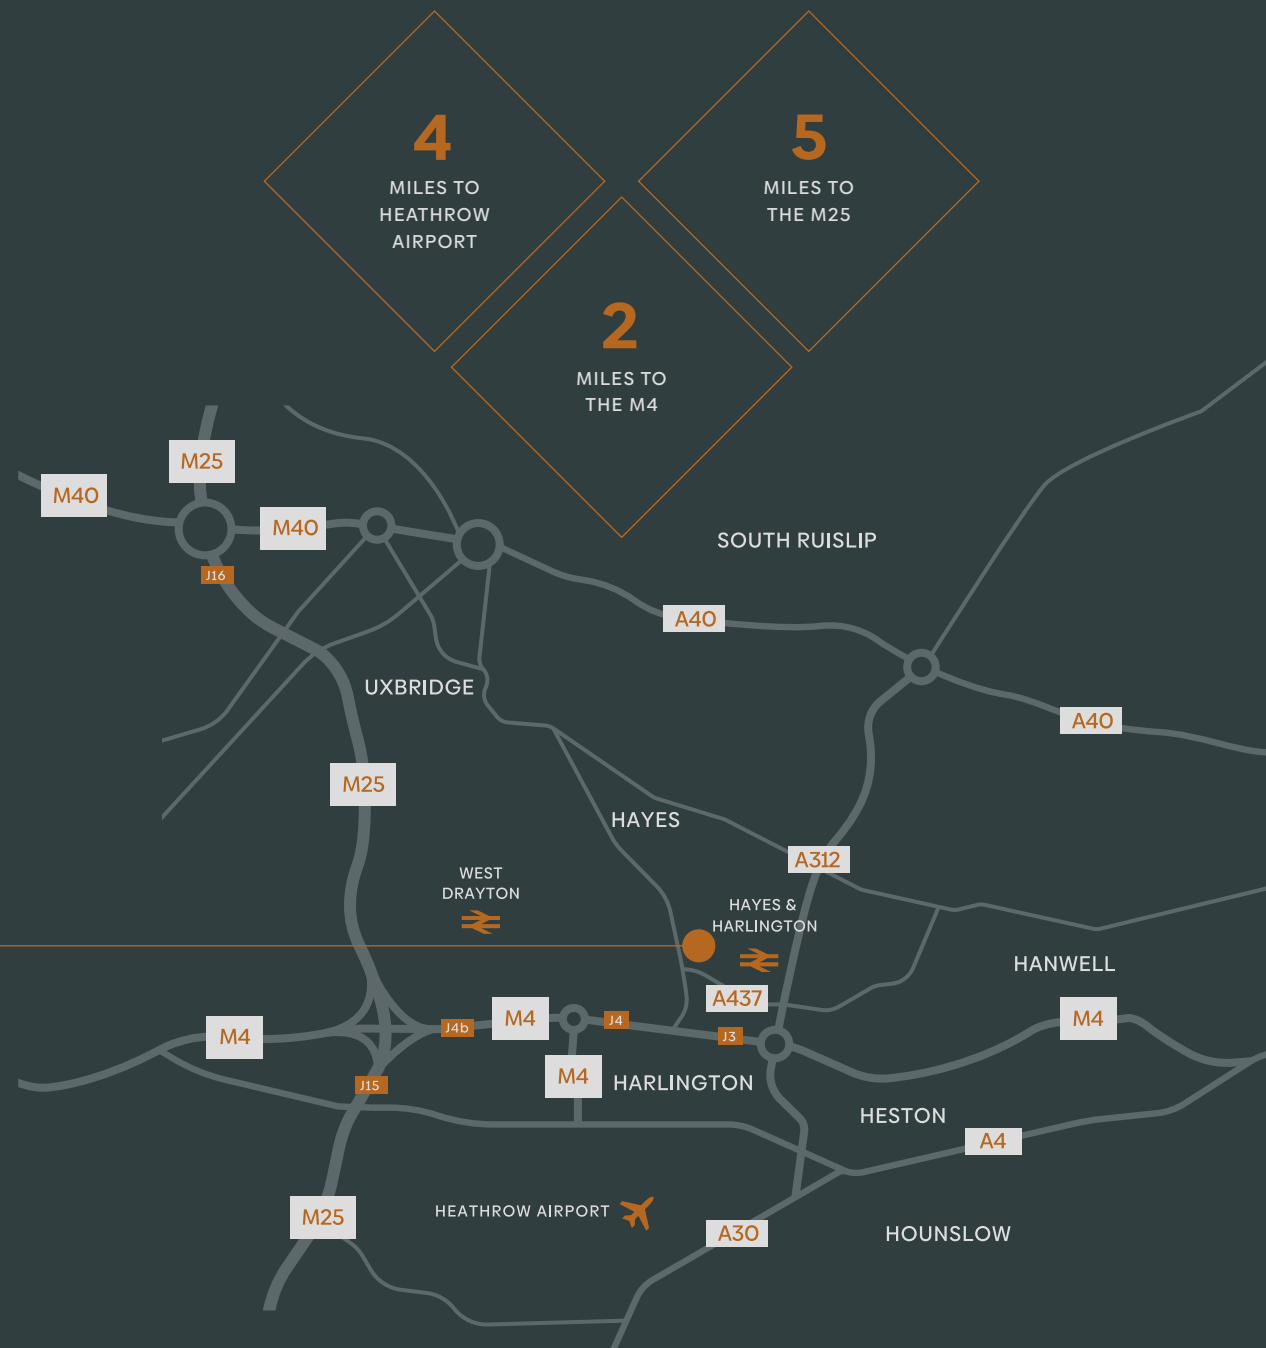 4
MILES TO
HEATHROW
AIRPORT
5
MILES TO
THE M25
2
MILES TO
THE M4
M25
M40
M40
SOUTH RUISLIP
J16
A40
UXBRIDGE
A40
M25
HAYES
A312
WEST
DRAYTON
HAYES &
HARLINGTON
HANWELL
A437
M4
J4b
M4
J4
J3
M4
M4
HARLINGTON
J15
HESTON
A4
HEATHROW AIRPORT
M25
A30
HOUNSLOW